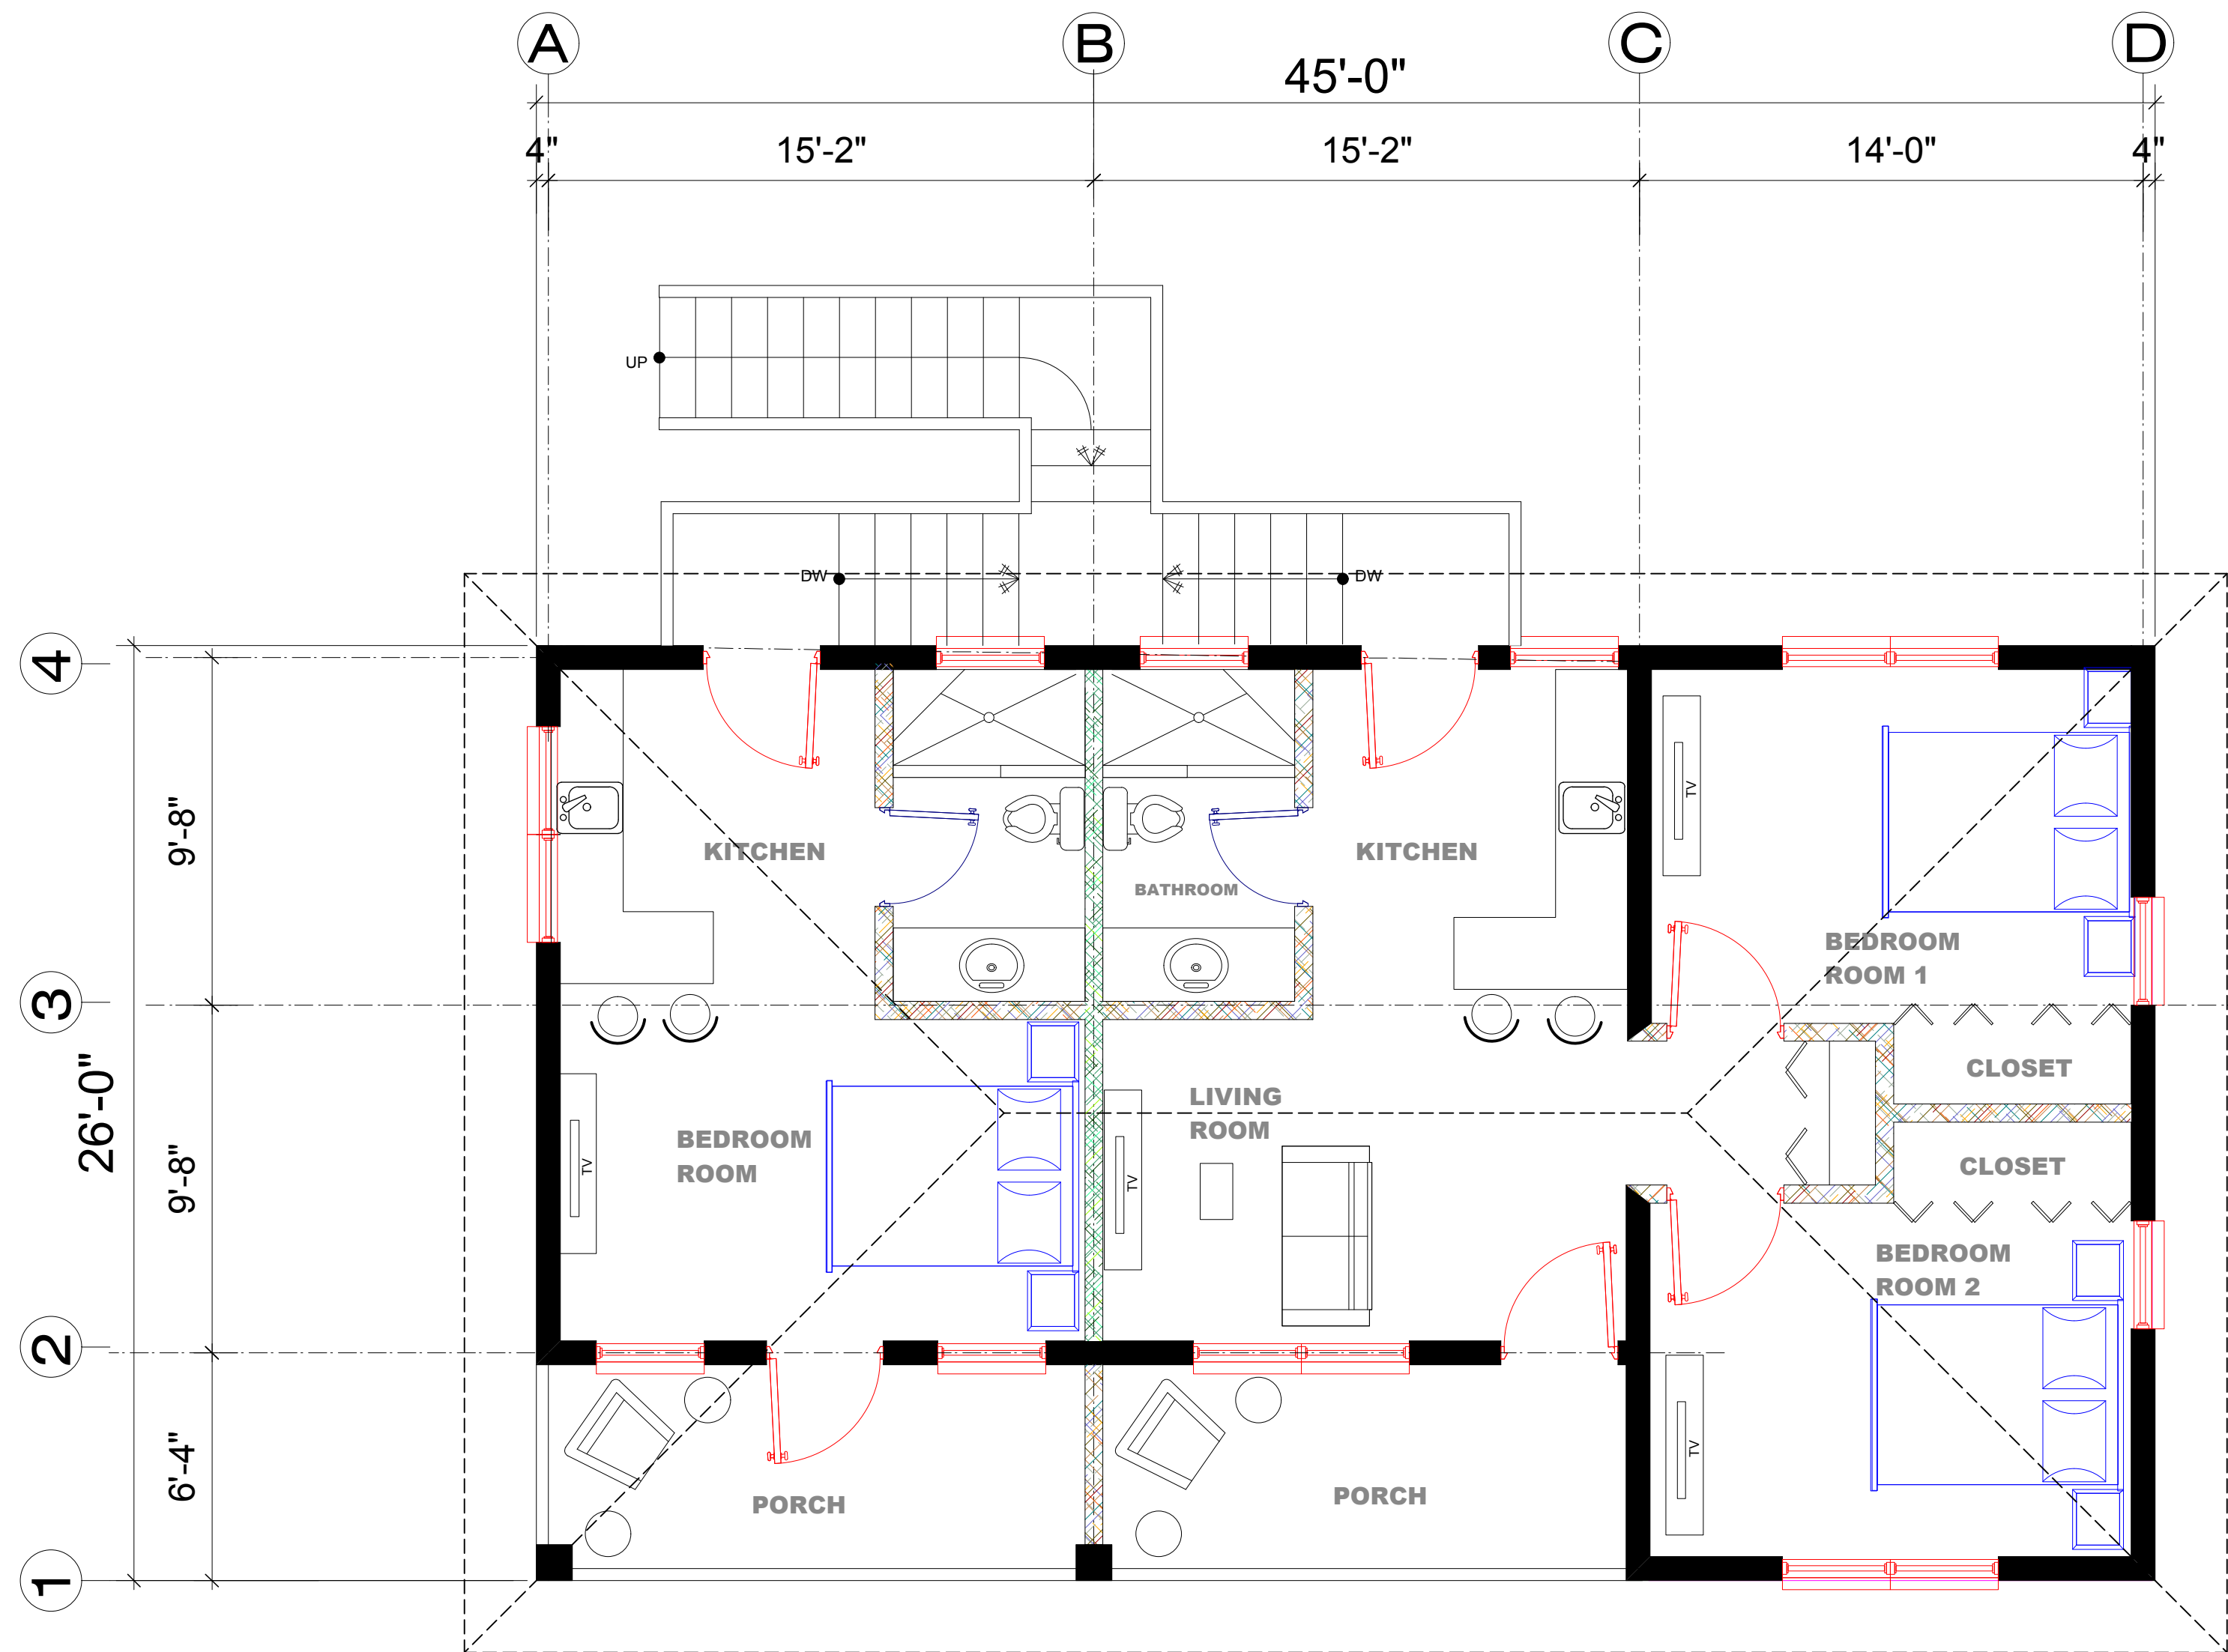 A
B
C
D
45'-0"
4"
15'-2"
15'-2"
14'-0"
4"
UP
DW
DW
4
3
2
1
26'-0"
9'-8"
9'-8"
6'-4"
KITCHEN
BATHROOM
KITCHEN
TV
BEDROOM
ROOM 1
CLOSET
CLOSET
BEDROOM
ROOM
TV
LIVING
ROOM
TV
BEDROOM
ROOM 2
TV
PORCH
PORCH